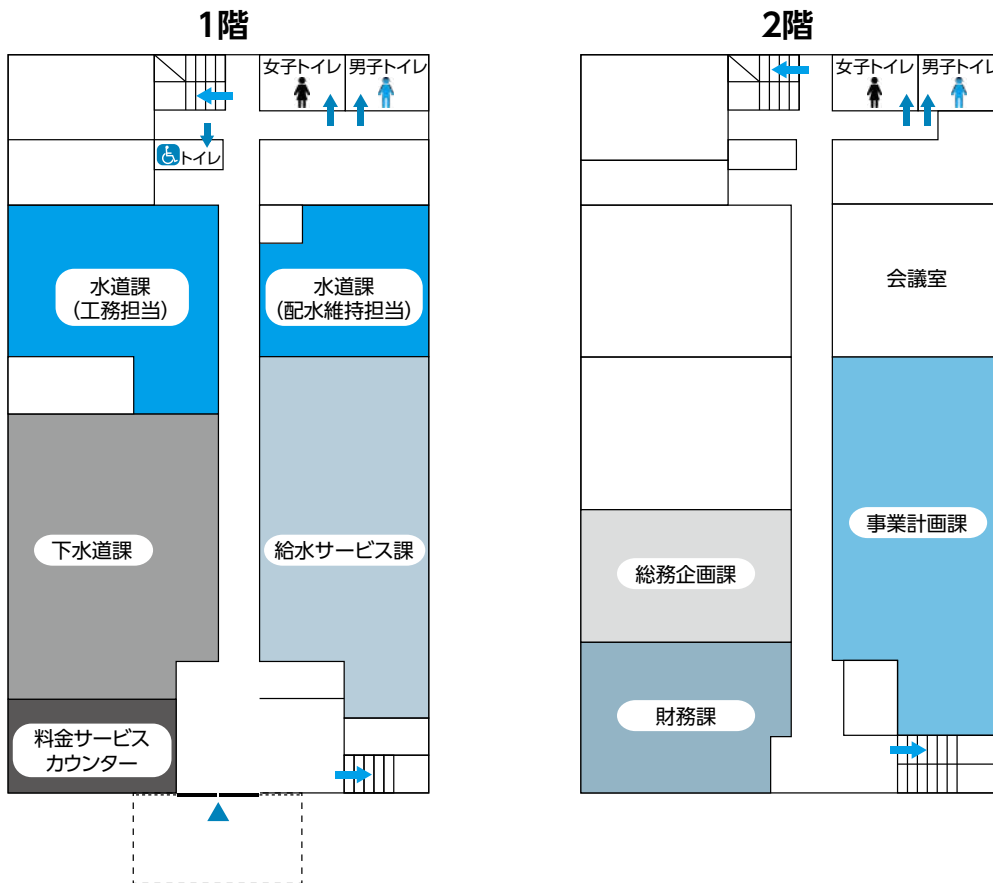 1階
女子トイレ 男子トイレ
トイレ
水道課
(工務担当)
水道課
(配水維持担当)
下水道課
給水サービス課
料金サービス
カウンター
2階
女子トイレ 男子トイレ
会議室
事業計画課
総務企画課
財務課